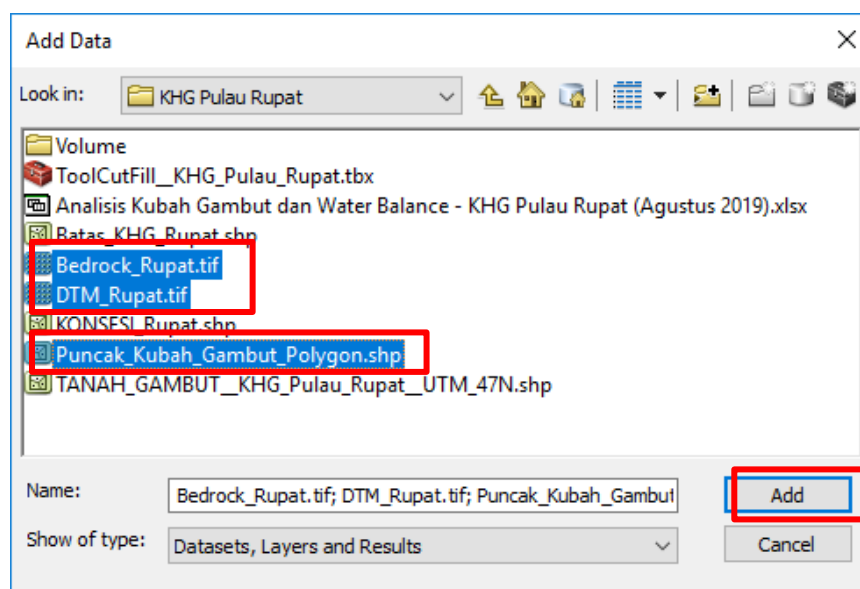 Add Data
Look in:
KHG Pulau Rupat
Volume
ToolCutFill__KHG_Pulau_Rupat.tbx
Analisis Kubah Gambut dan Water Balance - KHG Pulau Rupat (Agustus 2019).xlsx
Batas_KHG_Rupat.shp
Bedrock_Rupat.tif
DTM_Rupat.tif
KONSESI_Rupat.shp
Puncak_Kubah_Gambut_Polygon.shp
TANAH_GAMBUT__KHG_Pulau_Rupat__UTM_47N.shp
Name:
Bedrock_Rupat.tif; DTM_Rupat.tif; Puncak_Kubah_Gambut
Add
Show of type:
Datasets, Layers and Results
Cancel